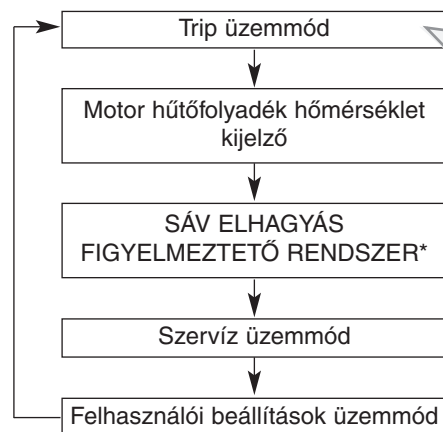 Trip üzemmód
Motor hűtőfolyadék hőmérséklet
kijelző
SÁV ELHAGYÁS
FIGYELMEZTETŐ RENDSZER*
Szervíz üzemmód
Felhasználói beállítások üzemmód